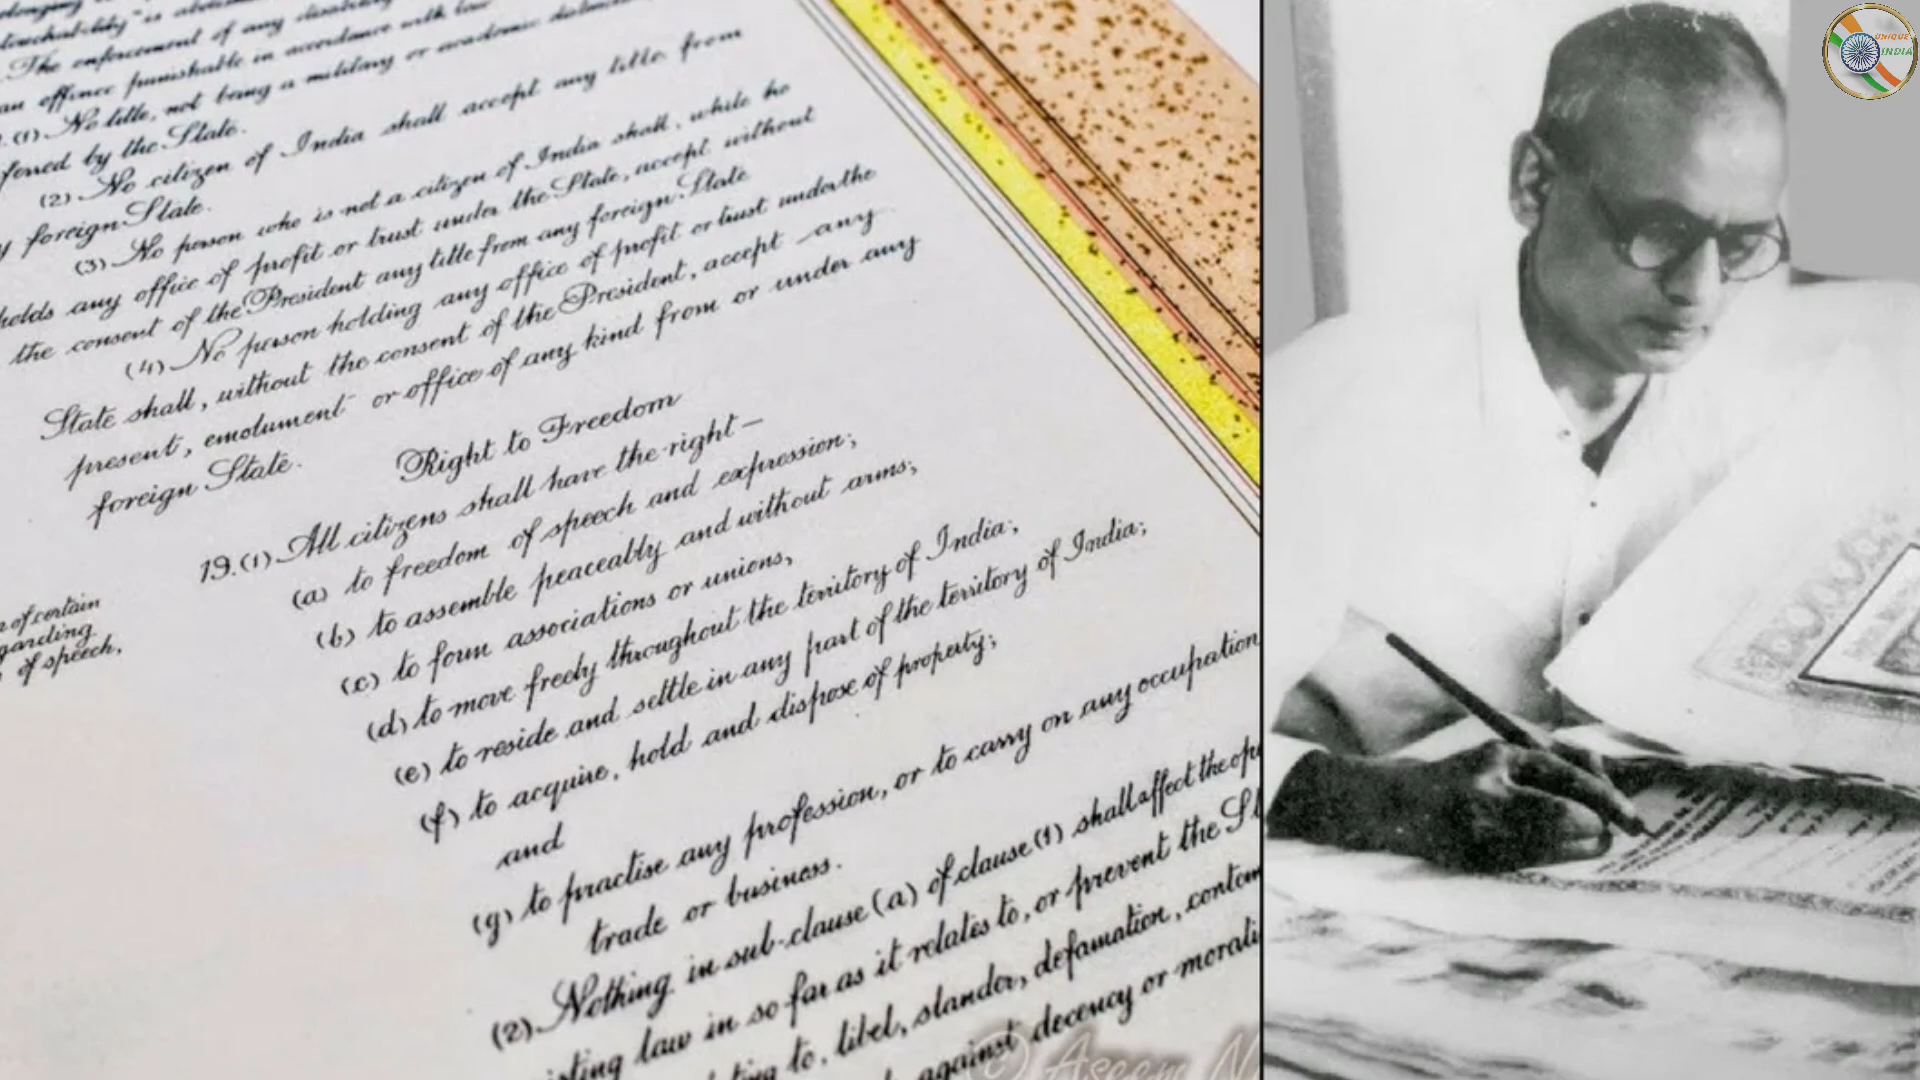 an offence punishable in accordance with law
(1) No title, not being a military or academic distinction
ferred by the State.
(2) No citizen of India shall accept any title from
y foreign State.
(3) No person who is not a citizen of India shall, while he
holds any office of profit or trust under the State, accept without
the consent of the President any title from any foreign State
(4) No person holding any office of profit or trust under the
State shall, without the consent of the President, accept any
present, emolument or office of any kind from or under any
foreign State.
Right to Freedom
19.(1) All citizens shall have the right –
(a) to freedom of speech and expression;
(b) to assemble peaceably and without arms;
(c) to form associations or unions,
(d) to move freely throughout the territory of India;
(e) to reside and settle in any part of the territory of India;
(f) to acquire, hold and dispose of property;
and
(g) to practise any profession, or to carry on any occupation
trade or business.
(2) Nothing in sub-clause (a) of clause (1) shall affect the ope
isting law in so far as it relates to, or prevent the St
ting to, libel, slander, defamation, contem
against decency or morali
of certain
garding
of speech,
© Aseem N
UNIQUE
INDIA